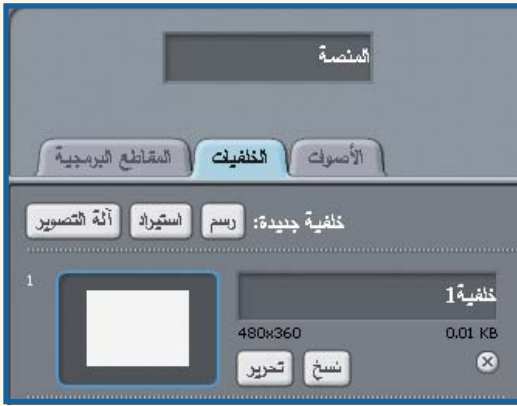 المنصة
الأصوات الخلفيات المقاطع البرمجية
خلفية جديدة: رسم استيراد آلة التصوير
1
خلفية1
480x360 0.01 KB
نسخ تحرير